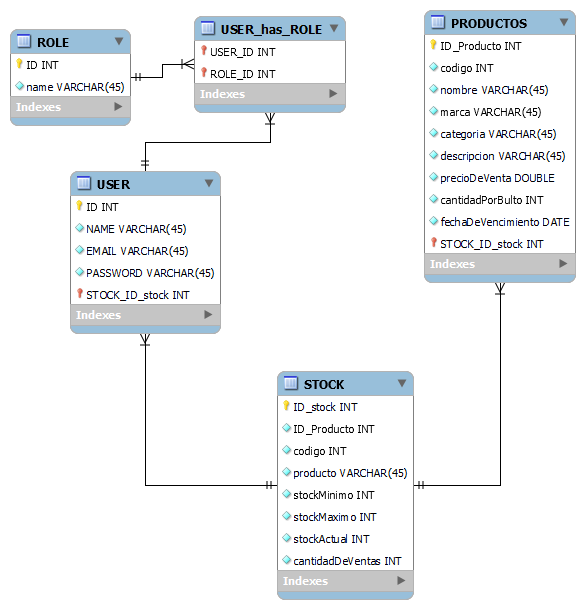 ROLE
ID INT
name VARCHAR(45)
Indexes
USER_has_ROLE
USER_ID INT
ROLE_ID INT
Indexes
PRODUCTOS
ID_Producto INT
codigo INT
nombre VARCHAR(45)
marca VARCHAR(45)
categoria VARCHAR(45)
descripcion VARCHAR(45)
precioDeVenta DOUBLE
cantidadPorBulto INT
fechaDeVencimiento DATE
STOCK_ID_stock INT
Indexes
USER
ID INT
NAME VARCHAR(45)
EMAIL VARCHAR(45)
PASSWORD VARCHAR(45)
STOCK_ID_stock INT
Indexes
STOCK
ID_stock INT
ID_Producto INT
codigo INT
producto VARCHAR(45)
stockMinimo INT
stockMaximo INT
stockActual INT
cantidadDeVentas INT
Indexes